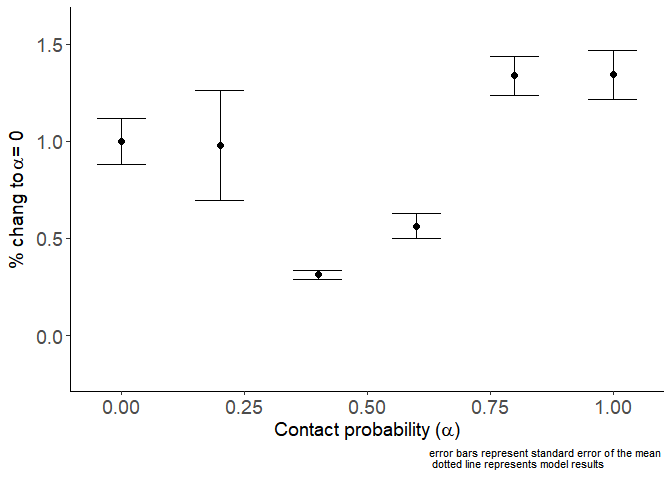 1.5
1.0
0.5
0.0
% chang to α = 0
0.00 0.25 0.50 0.75 1.00
Contact probability (α)
error bars represent standard error of the mean
dotted line represents model results